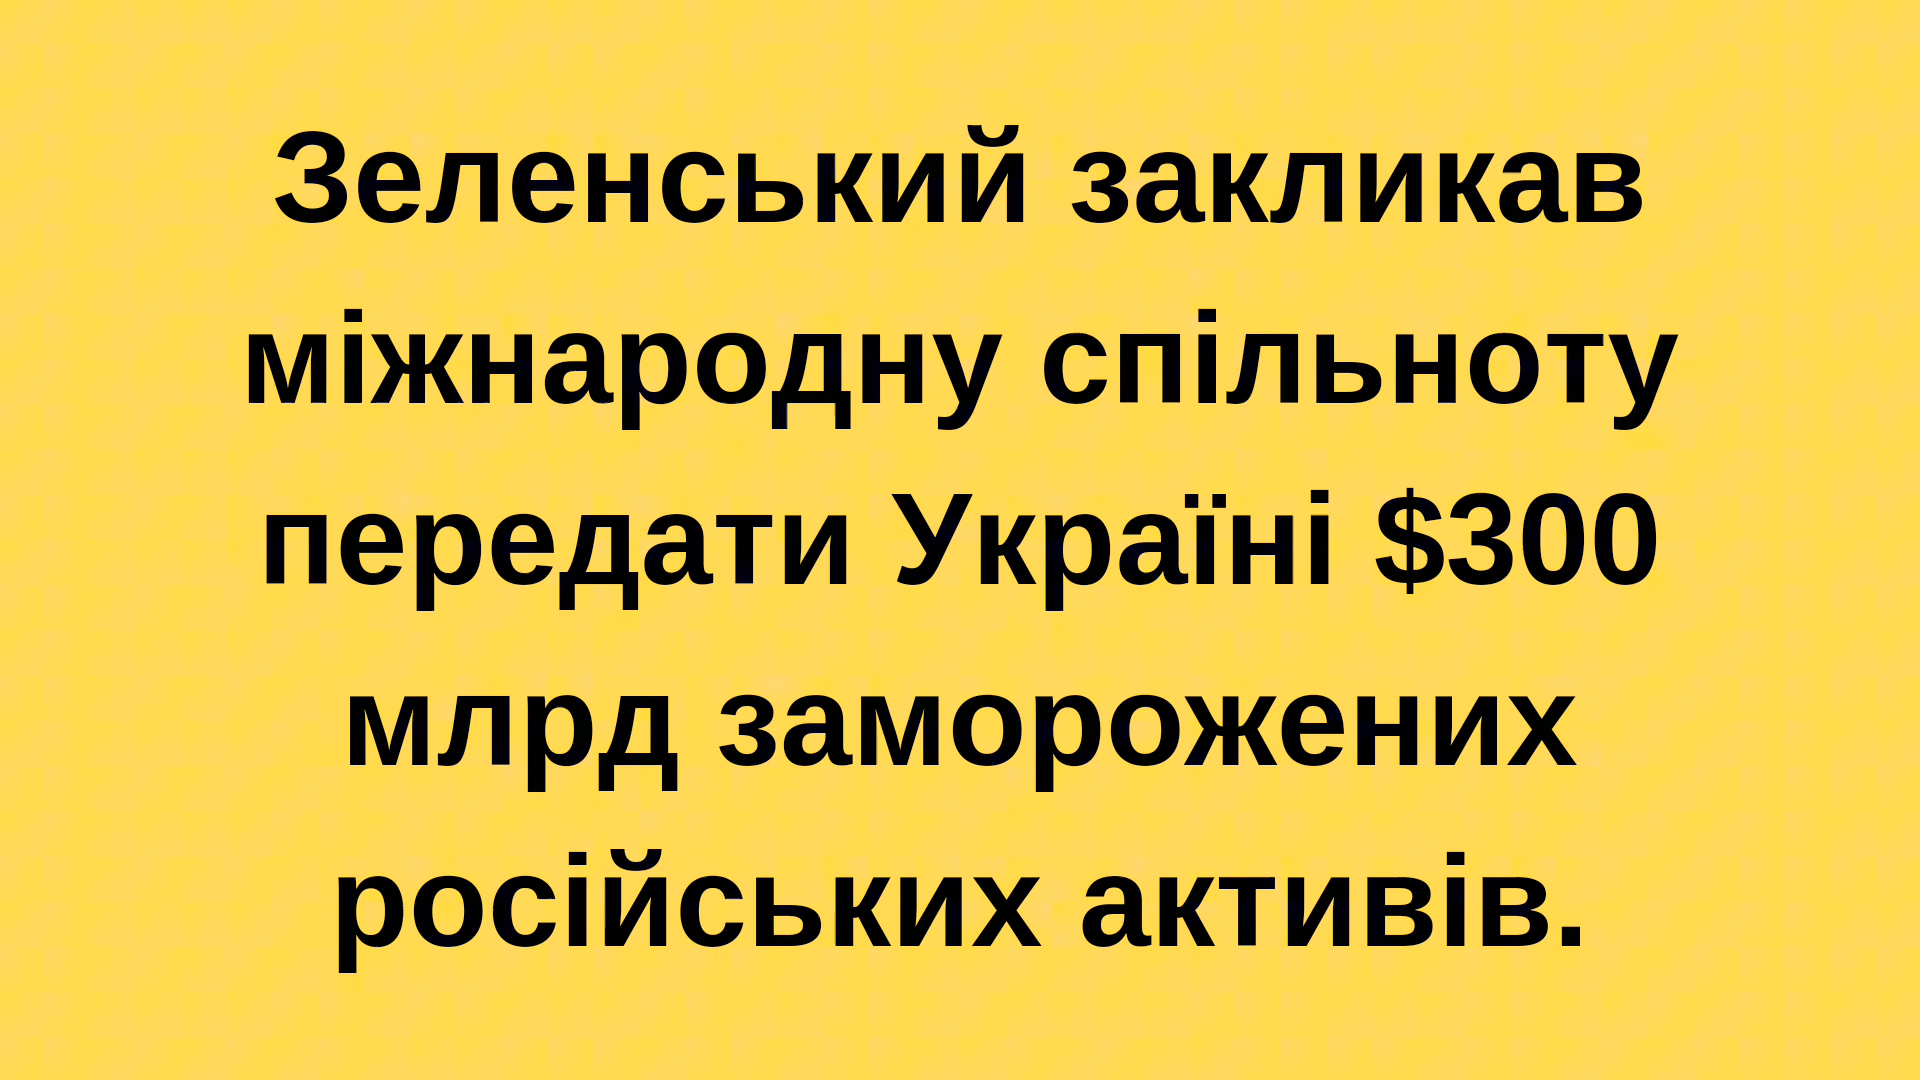 Зеленський закликав
міжнародну спільноту
передати Україні $300
млрд заморожених
російських активів.